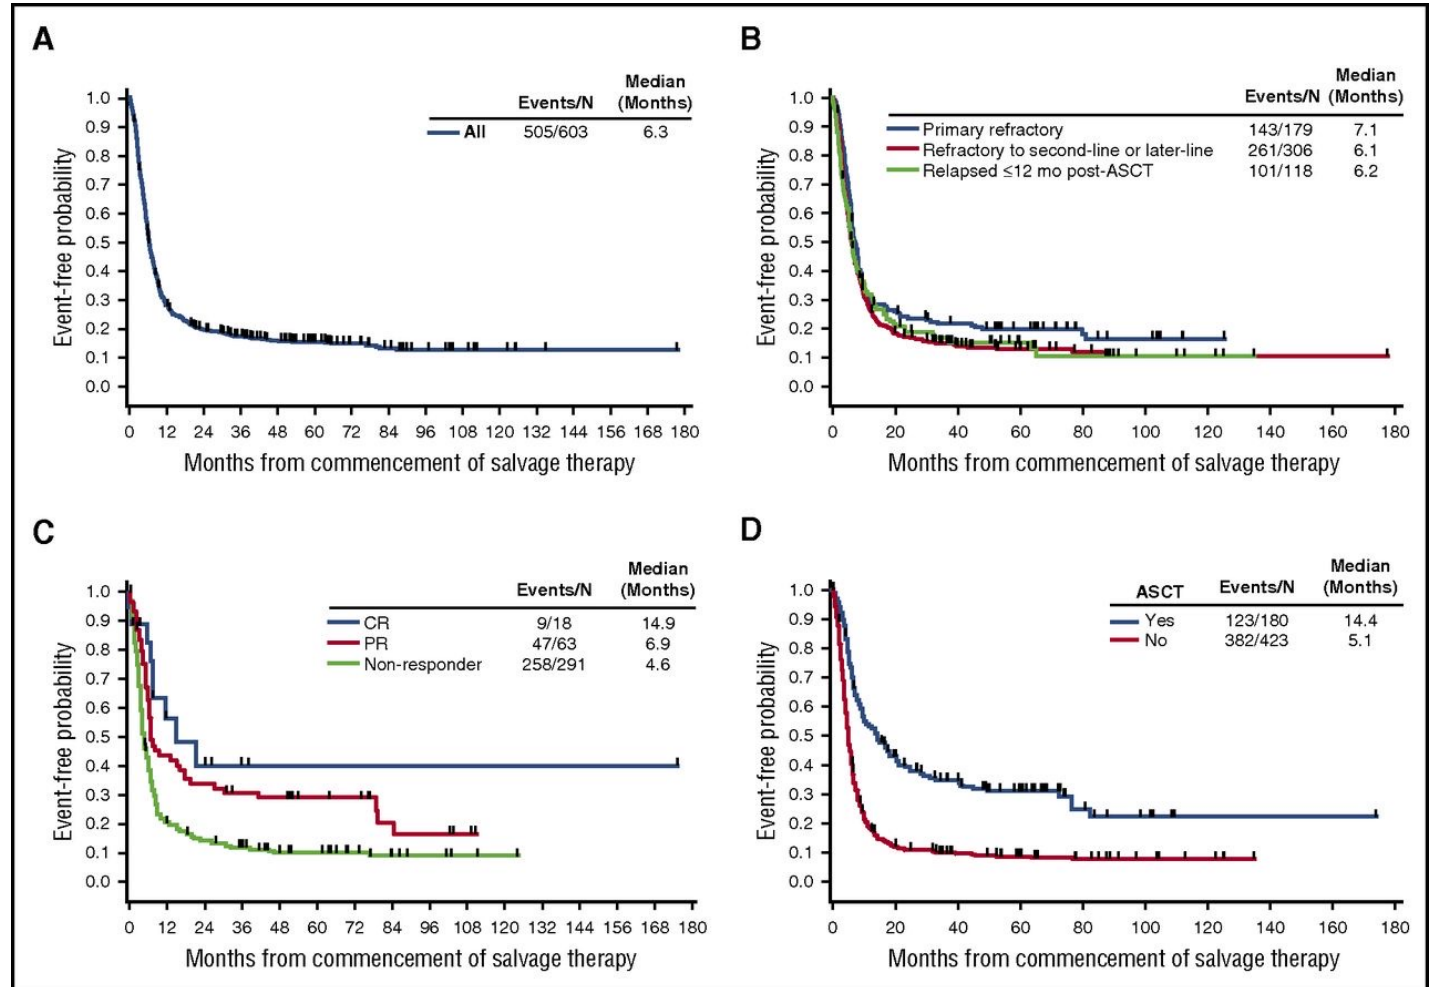 A
Median
Events/N (Months)
All 505/603 6.3
1.0
0.9
0.8
0.7
0.6
0.5
0.4
0.3
0.2
0.1
0.0
Event-free probability
0 12 24 36 48 60 72 84 96 108 120 132 144 156 168 180
Months from commencement of salvage therapy
B
Median
Events/N (Months)
Primary refractory 143/179 7.1
Refractory to second-line or later-line 261/306 6.1
Relapsed ≤12 mo post-ASCT 101/118 6.2
1.0
0.9
0.8
0.7
0.6
0.5
0.4
0.3
0.2
0.1
0.0
Event-free probability
0 20 40 60 80 100 120 140 160 180
Months from commencement of salvage therapy
C
Median
Events/N (Months)
CR 9/18 14.9
PR 47/63 6.9
Non-responder 258/291 4.6
1.0
0.9
0.8
0.7
0.6
0.5
0.4
0.3
0.2
0.1
0.0
Event-free probability
0 12 24 36 48 60 72 84 96 108 120 132 144 156 168 180
Months from commencement of salvage therapy
D
Median
ASCT Events/N (Months)
Yes 123/180 14.4
No 382/423 5.1
1.0
0.9
0.8
0.7
0.6
0.5
0.4
0.3
0.2
0.1
0.0
Event-free probability
0 20 40 60 80 100 120 140 160 180
Months from commencement of salvage therapy